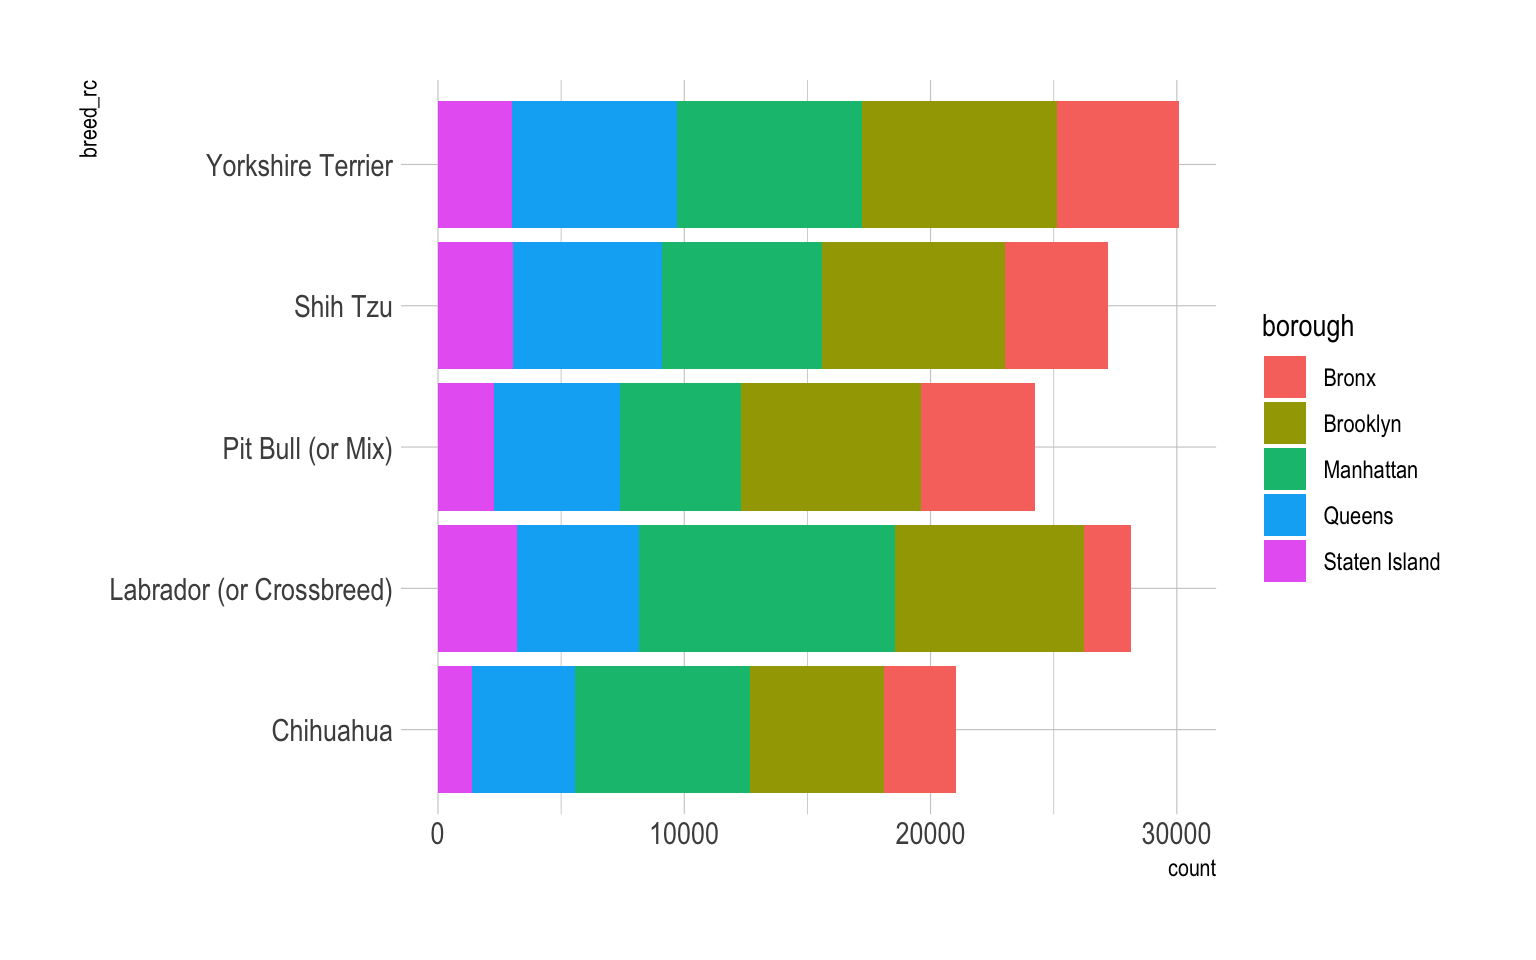 breed_rc
Yorkshire Terrier
Shih Tzu
Pit Bull (or Mix)
Labrador (or Crossbreed)
Chihuahua
0 10000 20000 30000
count
borough
Bronx
Brooklyn
Manhattan
Queens
Staten Island